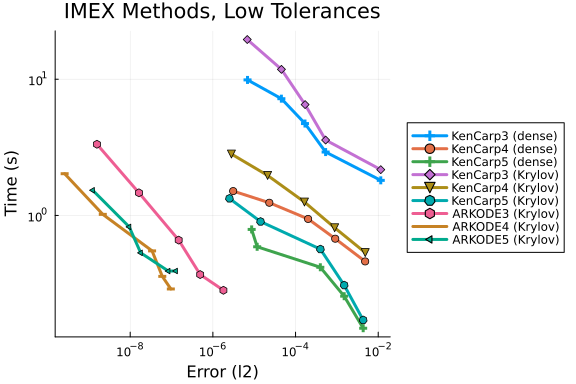 IMEX Methods, Low Tolerances
Time (s)
10^1
10^0
10^-8
10^-6
10^-4
10^-2
Error (l2)
KenCarp3 (dense)
KenCarp4 (dense)
KenCarp5 (dense)
KenCarp3 (Krylov)
KenCarp4 (Krylov)
KenCarp5 (Krylov)
ARKODE3 (Krylov)
ARKODE4 (Krylov)
ARKODE5 (Krylov)